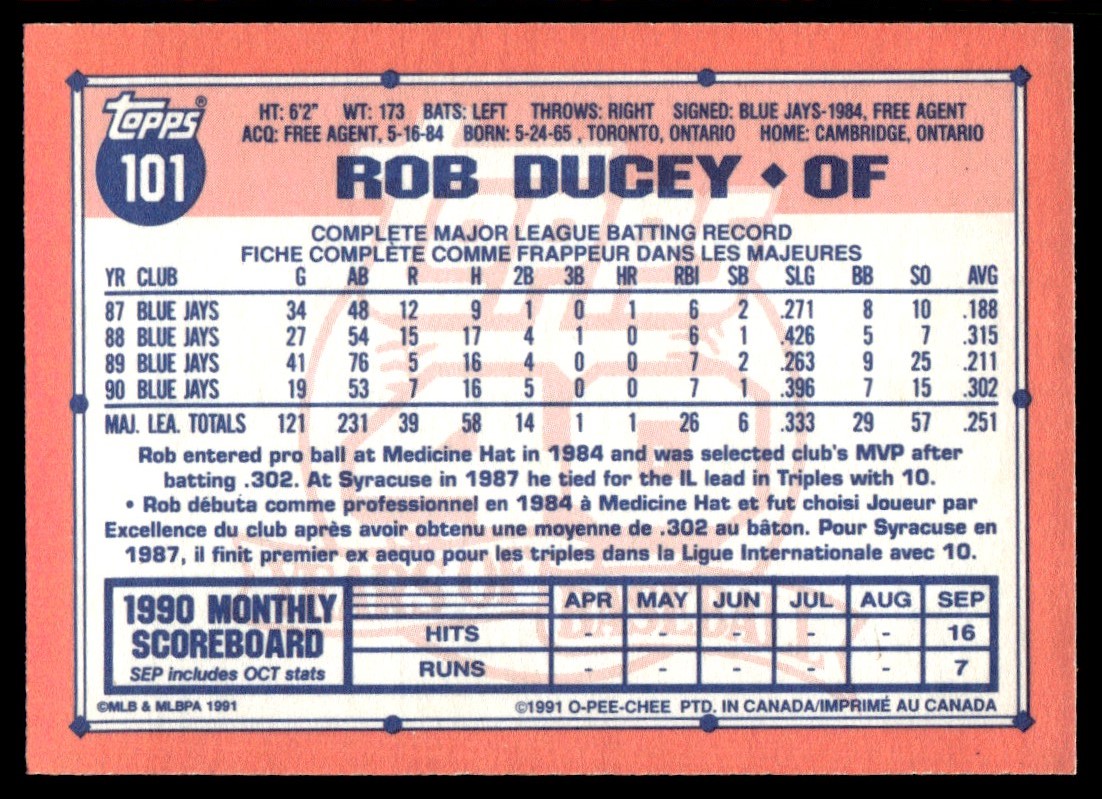 topps®
101
HT: 6'2" WT: 173 BATS: LEFT THROWS: RIGHT SIGNED: BLUE JAYS-1984, FREE AGENT
ACQ: FREE AGENT, 5-16-84 BORN: 5-24-65 , TORONTO, ONTARIO HOME: CAMBRIDGE, ONTARIO
ROB DUCEY ♦ OF
COMPLETE MAJOR LEAGUE BATTING RECORD
FICHE COMPLÈTE COMME FRAPPEUR DANS LES MAJEURES
YR CLUB G AB R H 2B 3B HR RBI SB SLG BB SO AVG
87 BLUE JAYS 34 48 12 9 1 0 1 6 2 .271 8 10 .188
88 BLUE JAYS 27 54 15 17 4 1 0 6 1 .426 5 7 .315
89 BLUE JAYS 41 76 5 16 4 0 0 7 2 .263 9 25 .211
90 BLUE JAYS 19 53 7 16 5 0 0 7 1 .396 7 15 .302
MAJ. LEA. TOTALS 121 231 39 58 14 1 1 26 6 .333 29 57 .251
Rob entered pro ball at Medicine Hat in 1984 and was selected club's MVP after
batting .302. At Syracuse in 1987 he tied for the IL lead in Triples with 10.
• Rob débuta comme professionnel en 1984 à Medicine Hat et fut choisi Joueur par
Excellence du club après avoir obtenu une moyenne de .302 au bâton. Pour Syracuse en
1987, il finit premier ex aequo pour les triples dans la Ligue Internationale avec 10.
TOPPS
40
YEARS OF BASEBALL
1990 MONTHLY
SCOREBOARD
SEP includes OCT stats
APR MAY JUN JUL AUG SEP
HITS - - - - - 16
RUNS - - - - - 7
©MLB & MLBPA 1991
©1991 O-PEE-CHEE PTD. IN CANADA/IMPRIMÉ AU CANADA